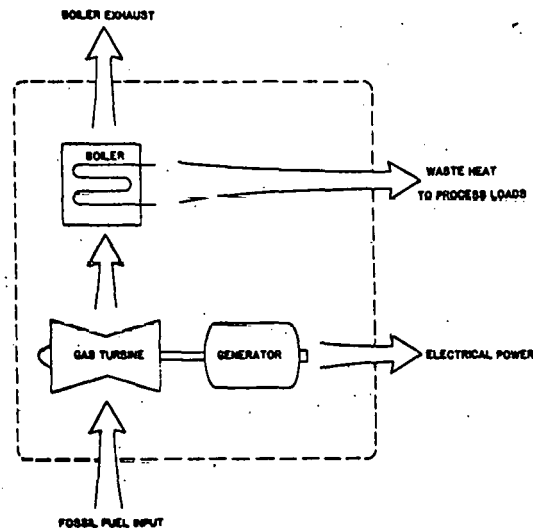 BOILER EXHAUST
BOILER
WASTE HEAT
TO PROCESS LOADS
GAS TURBINE
GENERATOR
ELECTRICAL POWER
FOSSIL FUEL INPUT